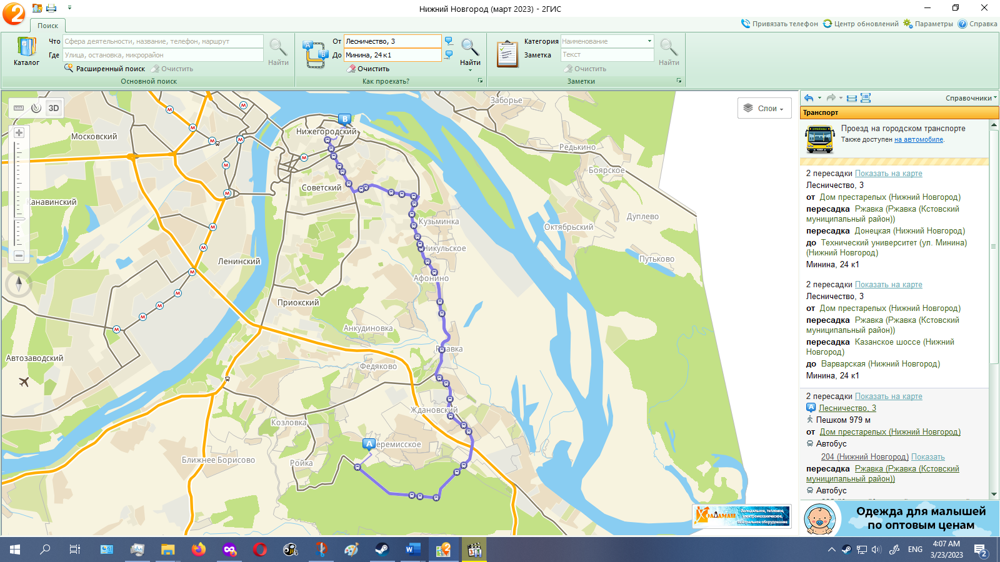 Нижний Новгород (март 2023) - 2ГИС
2
Поиск
Привязать телефон
Центр обновлений
Параметры
Справка
Каталог
Что
Сфера деятельности, название, телефон, маршрут
Где
Улица, остановка, микрорайон
Расширенный поиск
Очистить
Найти
Основной поиск
A
B
От
Лесничество, 3
До
Минина, 24 к1
Очистить
Найти
Как проехать?
Категория
Наименование
Заметка
Текст
Очистить
Найти
Заметки
3D
Слои
Заборье
B
Нижегородский
Московский
Редькино
Боярское
Советский
Канавинский
Кузьминка
Октябрьский
Дуплево
Никульское
Путьково
Ленинский
Афонино
Приокский
Анкудиновка
Ржавка
Автозаводский
Федяково
Ждановский
Козловка
A
еремисское
Ближнее Борисово
Ройка
Справочники
Транспорт
Проезд на городском транспорте
Также доступен на автомобиле.
2 пересадки Показать на карте
Лесничество, 3
от Дом престарелых (Нижний Новгород)
пересадка Ржавка (Ржавка (Кстовский
муниципальный район))
пересадка Донецкая (Нижний Новгород)
до Технический университет (ул. Минина)
(Нижний Новгород)
Минина, 24 к1
2 пересадки Показать на карте
Лесничество, 3
от Дом престарелых (Нижний Новгород)
пересадка Ржавка (Ржавка (Кстовский
муниципальный район))
пересадка Казанское шоссе (Нижний
Новгород)
до Варварская (Нижний Новгород)
Минина, 24 к1
2 пересадки Показать на карте
A Лесничество, 3
Пешком 979 м
от Дом престарелых (Нижний Новгород)
Автобус
204 (Нижний Новгород) Показать
пересадка Ржавка (Ржавка (Кстовский
муниципальный район))
Автобус
Холодильное, тепловое,
электромеханическое,
нейтральное оборудование
Одежда для малышей
по оптовым ценам
ENG
4:07 AM
3/23/2023
2